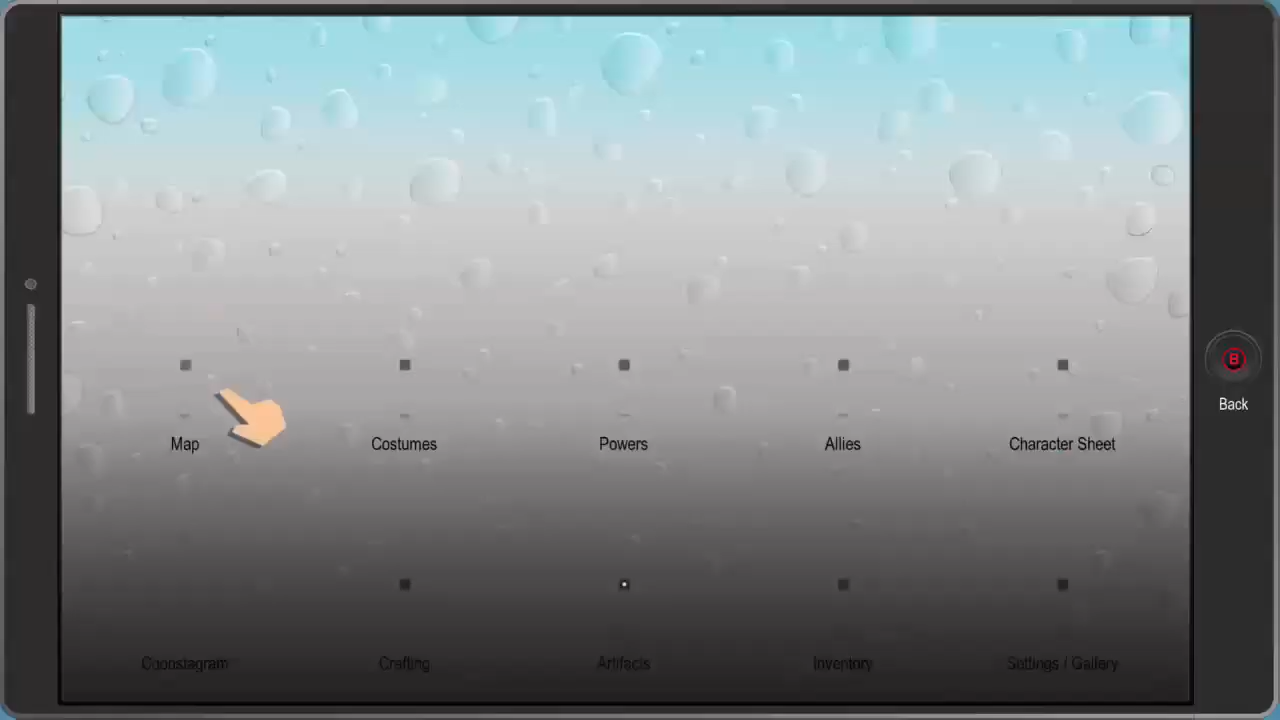 B
Back
Map
Costumes
Powers
Allies
Character Sheet
Coonstagram
Crafting
Artifacts
Inventory
Settings / Gallery